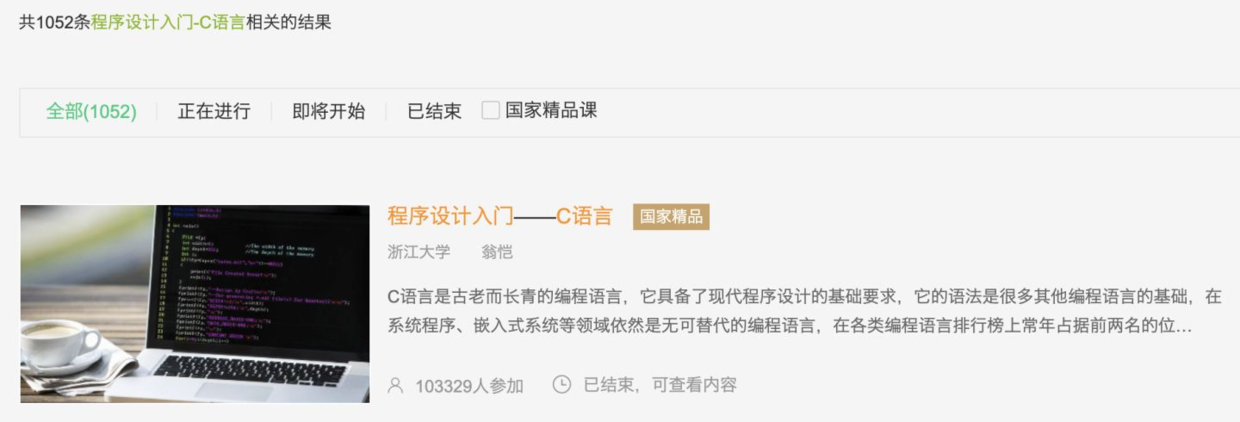 共1052条程序设计入门-C语言相关的结果
全部(1052) 正在进行 即将开始 已结束 国家精品课
程序设计入门——C语言 国家精品
浙江大学 翁恺
C语言是古老而长青的编程语言，它具备了现代程序设计的基础要求，它的语法是很多其他编程语言的基础，在
系统程序、嵌入式系统等领域依然是无可替代的编程语言，在各类编程语言排行榜上常年占据前两名的位...
103329人参加 已结束，可查看内容